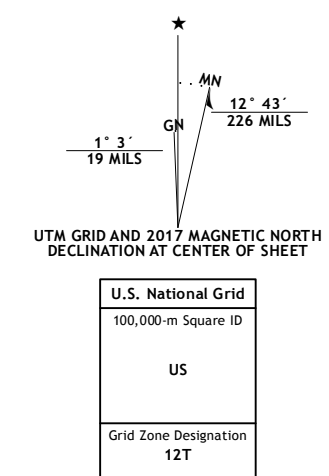 ★
MN
GN
12° 43´
226 MILS
1° 3´
19 MILS
UTM GRID AND 2017 MAGNETIC NORTH
DECLINATION AT CENTER OF SHEET
U.S. National Grid
100,000-m Square ID
US
Grid Zone Designation
12T